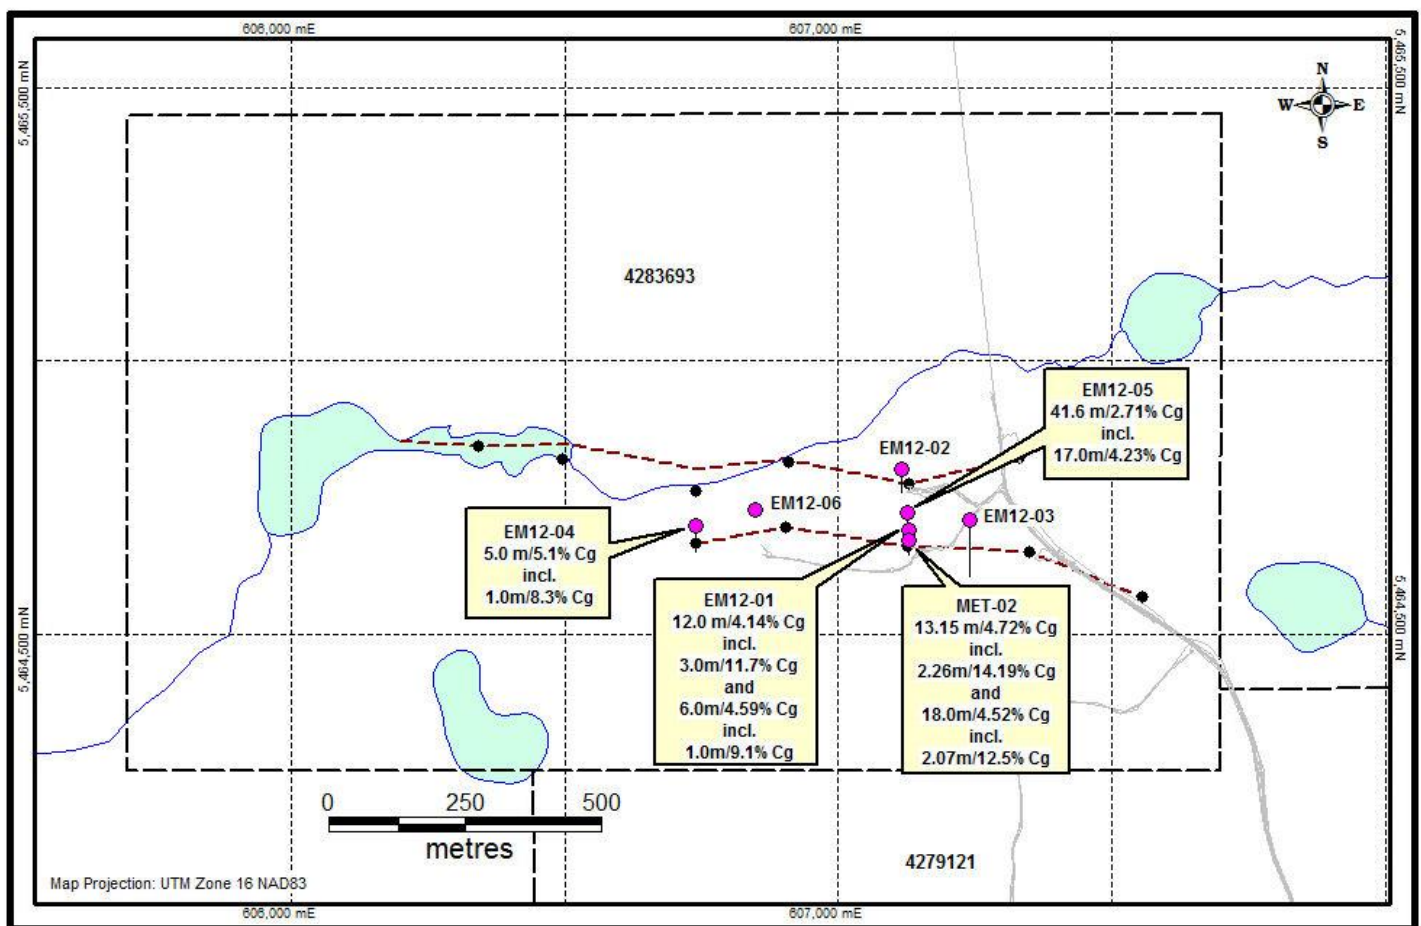 606,000 mE
607,000 mE
5,465,500 mN
5,465,500 mN
N
W
E
S
4283693
EM12-05
41.6 m/2.71% Cg
incl.
17.0m/4.23% Cg
EM12-02
EM12-06
EM12-03
EM12-04
5.0 m/5.1% Cg
incl.
1.0m/8.3% Cg
EM12-01
12.0 m/4.14% Cg
incl.
3.0m/11.7% Cg
and
6.0m/4.59% Cg
incl.
1.0m/9.1% Cg
MET-02
13.15 m/4.72% Cg
incl.
2.26m/14.19% Cg
and
18.0m/4.52% Cg
incl.
2.07m/12.5% Cg
5,464,500 mN
5,464,500 mN
0 250 500
metres
4279121
Map Projection: UTM Zone 16 NAD83
606,000 mE
607,000 mE